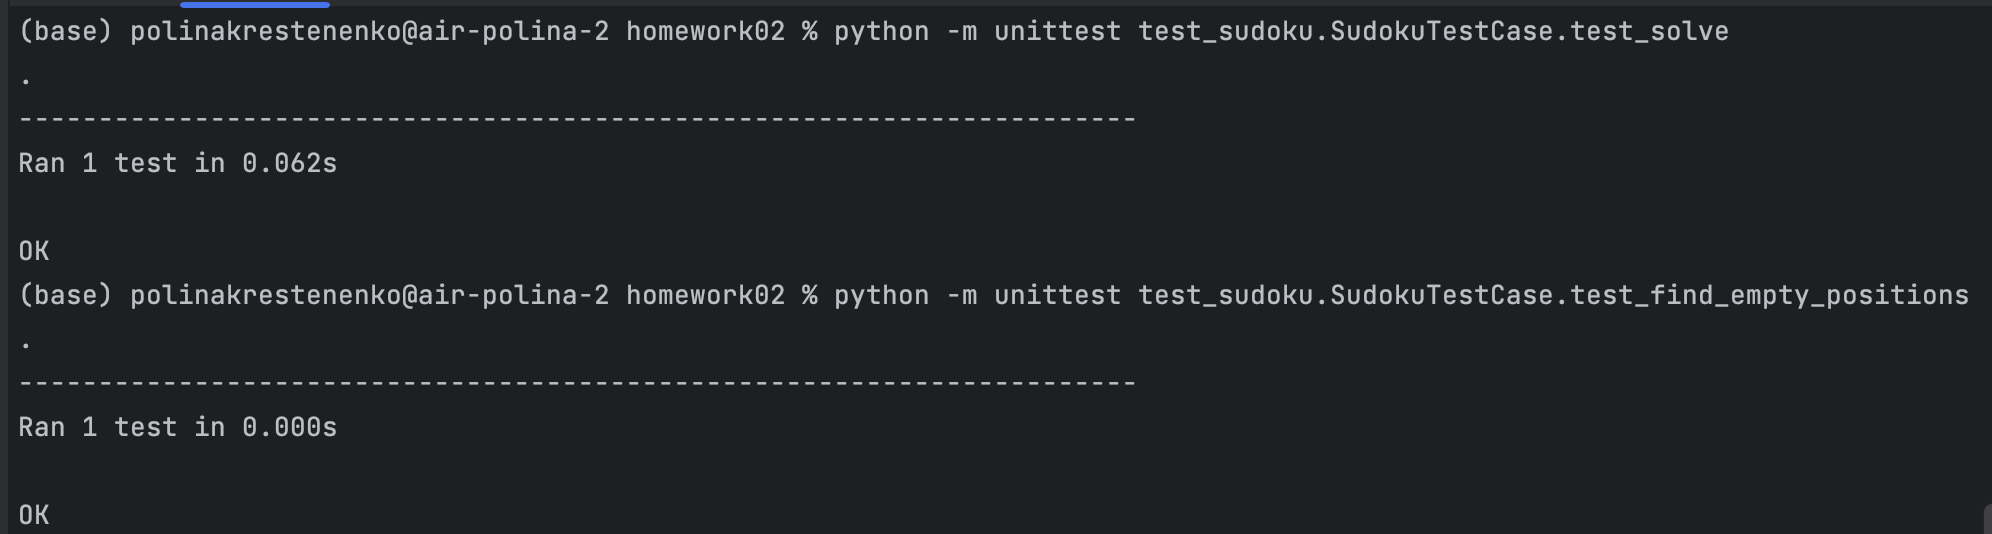 (base) polinakrestenenko@air-polina-2 homework02 % python -m unittest test_sudoku.SudokuTestCase.test_solve
.
----------------------------------------------------------------------
Ran 1 test in 0.062s
OK
(base) polinakrestenenko@air-polina-2 homework02 % python -m unittest test_sudoku.SudokuTestCase.test_find_empty_positions
.
----------------------------------------------------------------------
Ran 1 test in 0.000s
OK